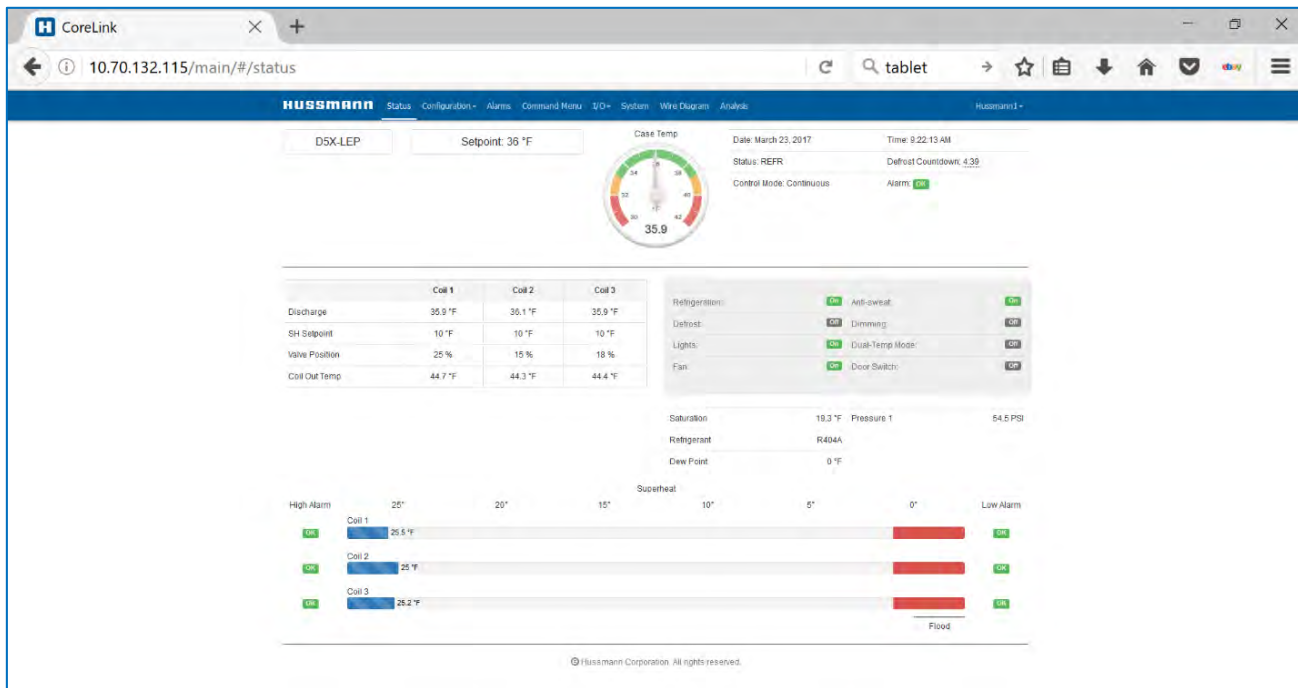 H CoreLink
10.70.132.115/main/#/status tablet ebay
HUSSMANN Status Configuration Alarms Command Menu I/O System Wire Diagram Analysis Hussmann1
D5X-LEP Setpoint: 36 °F Case Temp Date: March 23, 2017 Time: 9:22:13 AM
Status: REFR Defrost Countdown: 4:39
Control Mode: Continuous Alarm: OK
34 38
32 40
30 °F 42
35.9
Coil 1 Coil 2 Coil 3
Discharge 35.9 °F 36.1 °F 35.9 °F
SH Setpoint 10 °F 10 °F 10 °F
Valve Position 25 % 15 % 18 %
Coil Out Temp 44.7 °F 44.3 °F 44.4 °F
Refrigeration: On Anti-sweat: On
Defrost: Off Dimming: Off
Lights: On Dual-Temp Mode: Off
Fan: On Door Switch: Off
Saturation 19.3 °F Pressure 1 54.5 PSI
Refrigerant R404A
Dew Point 0 °F
Superheat
High Alarm 25° 20° 15° 10° 5° 0° Low Alarm
Coil 1
OK 25.5 °F OK
Coil 2
OK 25 °F OK
Coil 3
OK 25.2 °F OK
Flood
Hussmann Corporation. All rights reserved.